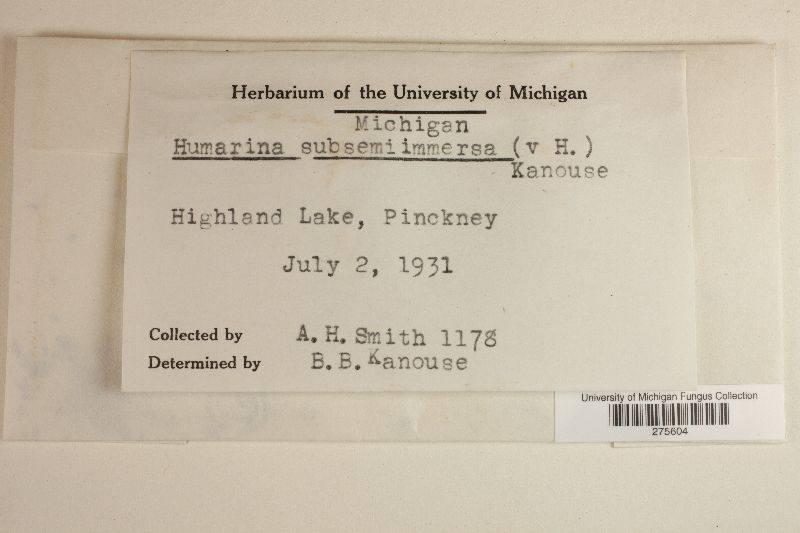 Herbarium of the University of Michigan
Michigan
Humarina subsemiimmersa (v H.)
Kanouse
Highland Lake, Pinckney
July 2, 1931
Collected by A. H. Smith 1178
Determined by B. B. Kanouse
University of Michigan Fungus Collection
275604